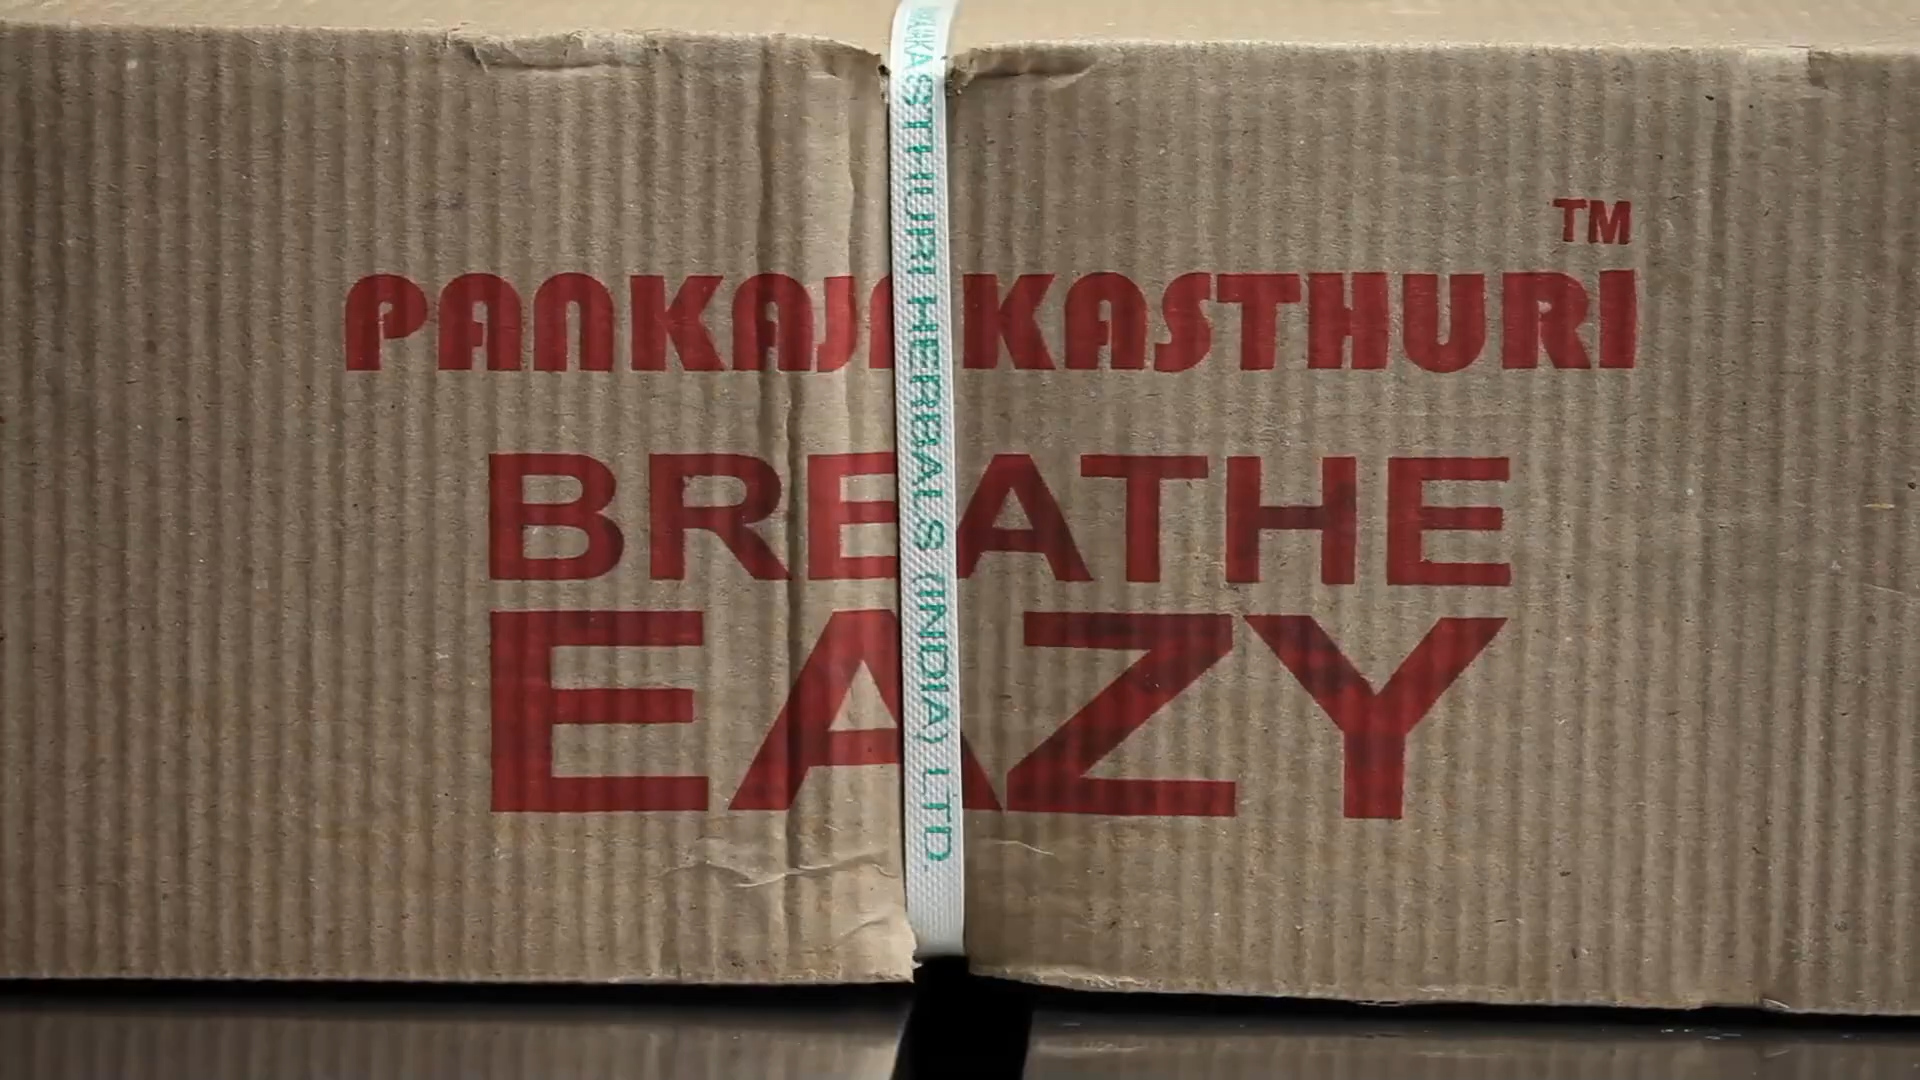 TM
PANKAJAKASTHURI
BREATHE
EAZY
KASTHURI HERBALS (INDIA) LTD